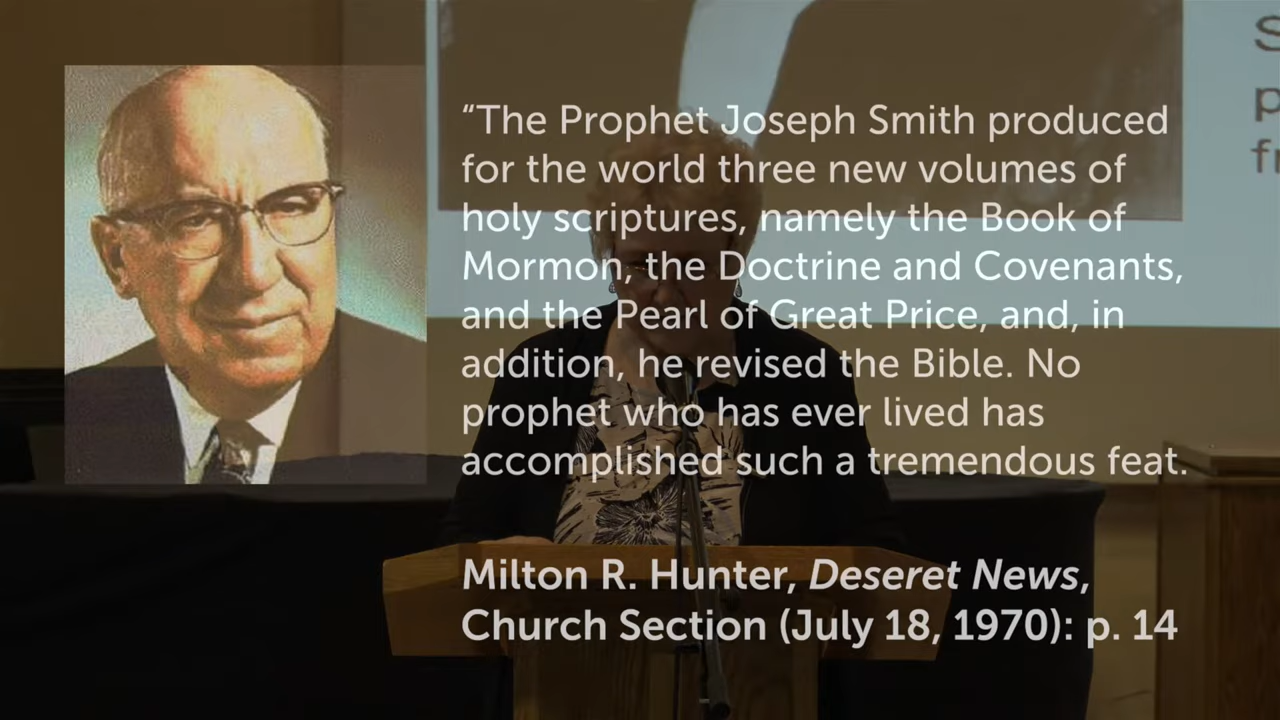 “The Prophet Joseph Smith produced
for the world three new volumes of
holy scriptures, namely the Book of
Mormon, the Doctrine and Covenants,
and the Pearl of Great Price, and, in
addition, he revised the Bible. No
prophet who has ever lived has
accomplished such a tremendous feat.
Milton R. Hunter, Deseret News,
Church Section (July 18, 1970): p. 14